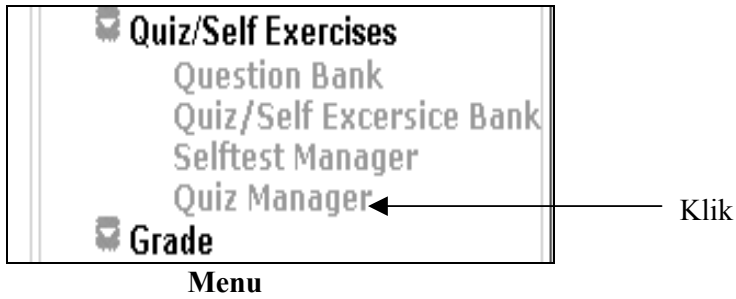 Quiz/Self Exercises
Question Bank
Quiz/Self Excersice Bank
Selftest Manager
Quiz Manager
Klik
Grade
Menu